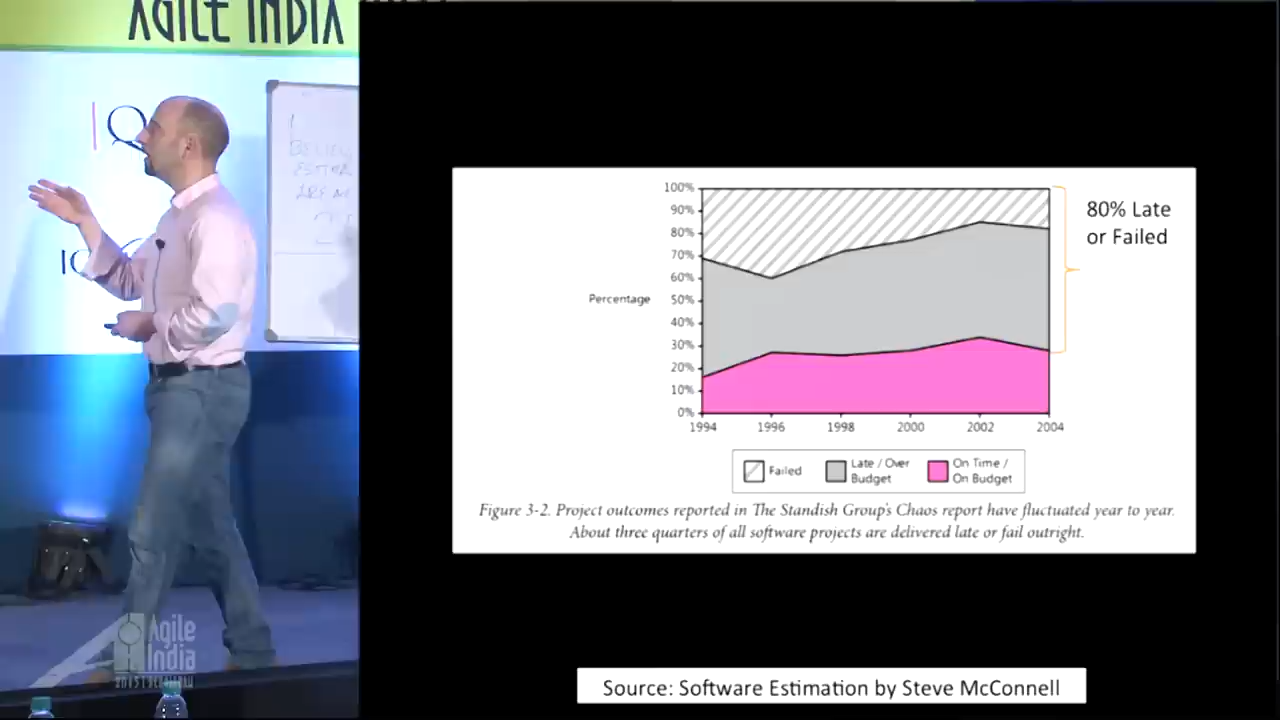 AGILE INDIA
IQ
ESTIMA
ARE
100%
90%
80%
70%
60%
50%
40%
30%
20%
10%
0%
Percentage
1994 1996 1998 2000 2002 2004
80% Late
or Failed
Failed
Late / Over
Budget
On Time /
On Budget
Figure 3-2. Project outcomes reported in The Standish Group's Chaos report have fluctuated year to year.
About three quarters of all software projects are delivered late or fail outright.
Source: Software Estimation by Steve McConnell
Agile
India